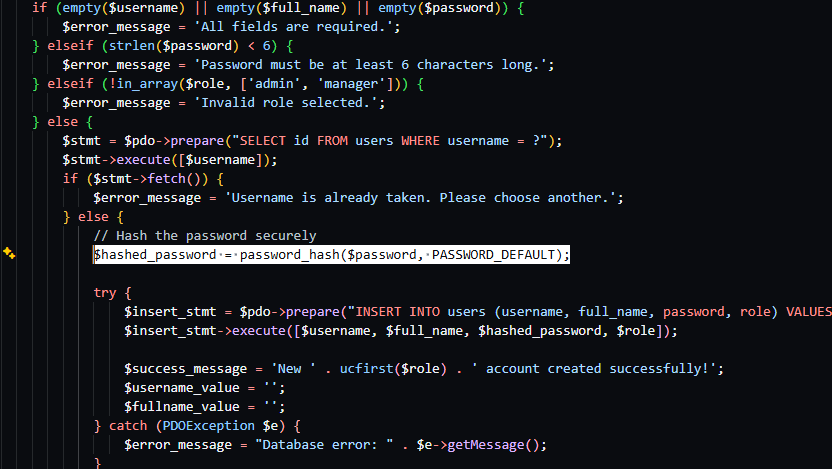 if (empty($username) || empty($full_name) || empty($password)) {
$error_message = 'All fields are required.';
} elseif (strlen($password) < 6) {
$error_message = 'Password must be at least 6 characters long.';
} elseif (!in_array($role, ['admin', 'manager'])) {
$error_message = 'Invalid role selected.';
} else {
$stmt = $pdo->prepare("SELECT id FROM users WHERE username = ?");
$stmt->execute([$username]);
if ($stmt->fetch()) {
$error_message = 'Username is already taken. Please choose another.';
} else {
// Hash the password securely
$hashed_password = password_hash($password, PASSWORD_DEFAULT);
try {
$insert_stmt = $pdo->prepare("INSERT INTO users (username, full_name, password, role) VALUES
$insert_stmt->execute([$username, $full_name, $hashed_password, $role]);
$success_message = 'New ' . ucfirst($role) . ' account created successfully!';
$username_value = '';
$fullname_value = '';
} catch (PDOException $e) {
$error_message = "Database error: " . $e->getMessage();
}